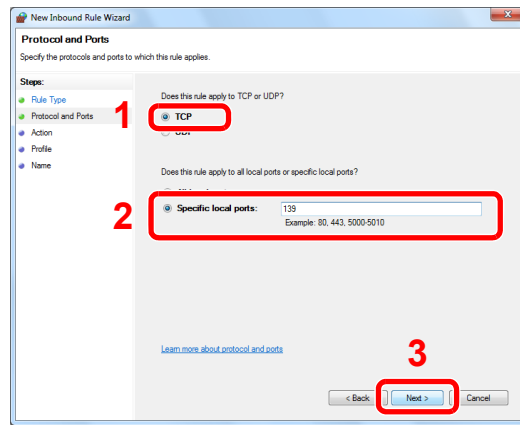 New Inbound Rule Wizard
Protocol and Ports
Specify the protocols and ports to which this rule applies.
Steps:
Rule Type
Protocol and Ports
Action
Profile
Name
Does this rule apply to TCP or UDP?
1
TCP
UDP
Does this rule apply to all local ports or specific local ports?
2
Specific local ports: 139
Example: 80, 443, 5000-5010
Learn more about protocol and ports
3
< Back Next > Cancel